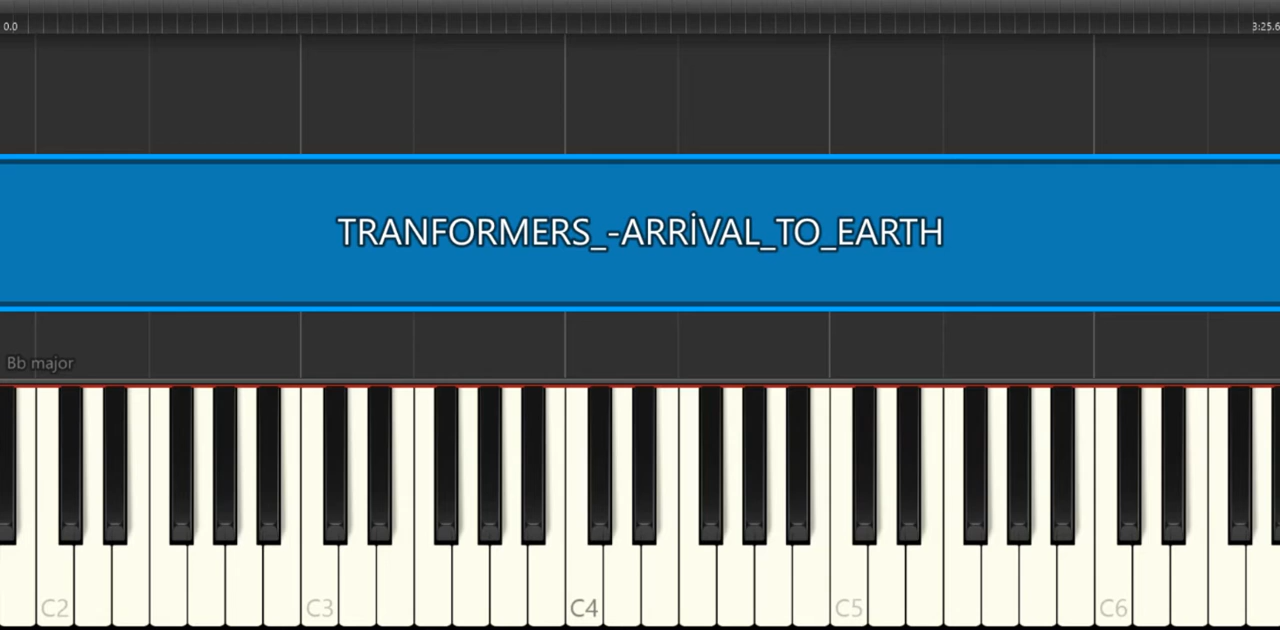 0.0
3:25.6
TRANFORMERS_-ARRİVAL_TO_EARTH
Bb major
C2 C3 C4 C5 C6